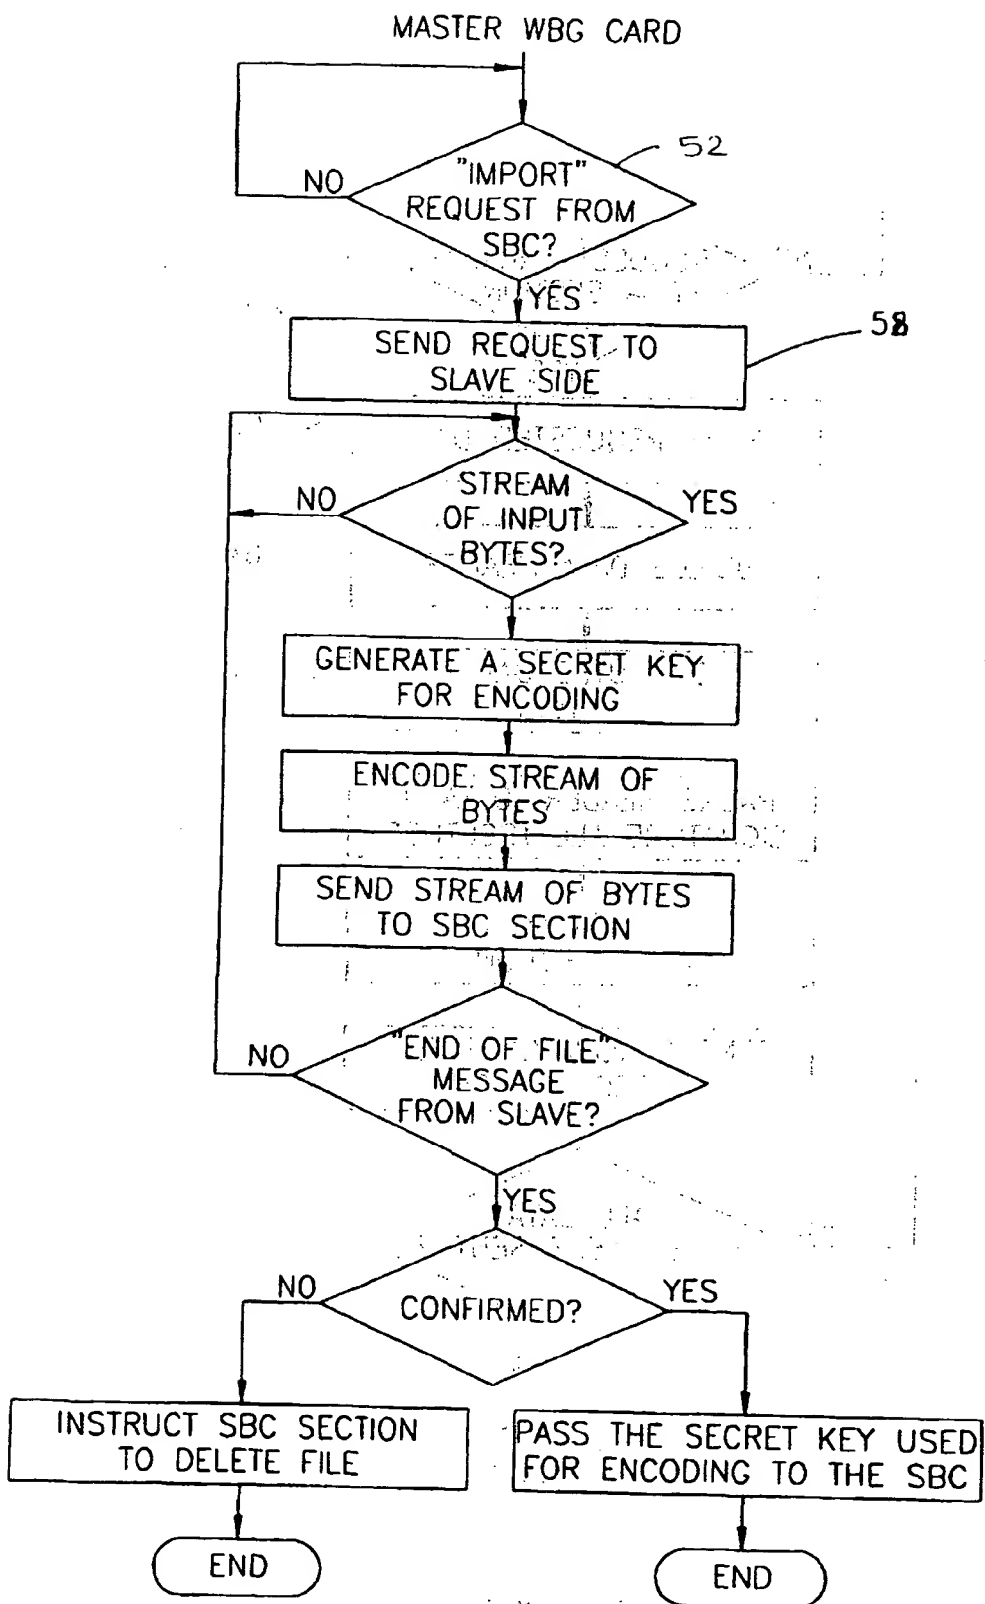 MASTER WBG CARD
52
"IMPORT"
REQUEST FROM
SBC?
NO
YES
SEND REQUEST TO
SLAVE SIDE
58
STREAM
OF INPUT
BYTES?
NO
YES
GENERATE A SECRET KEY
FOR ENCODING
ENCODE STREAM OF
BYTES
SEND STREAM OF BYTES
TO SBC SECTION
"END OF FILE"
MESSAGE
FROM SLAVE?
NO
YES
CONFIRMED?
NO
YES
INSTRUCT SBC SECTION
TO DELETE FILE
PASS THE SECRET KEY USED
FOR ENCODING TO THE SBC
END
END